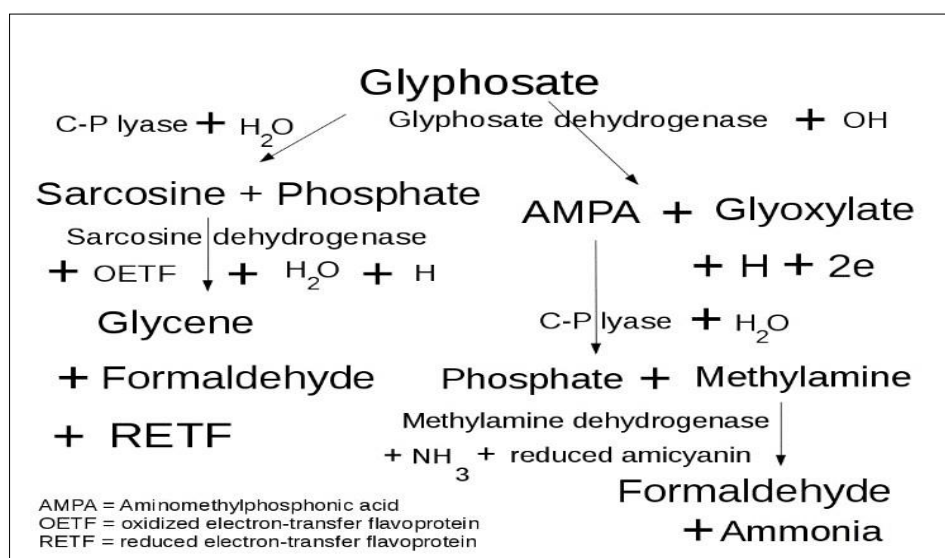 Glyphosate
C-P lyase + H2O
Glyphosate dehydrogenase + OH
Sarcosine + Phosphate
AMPA + Glyoxylate
+ H + 2e
Sarcosine dehydrogenase
+ OETF + H2O + H
Glycene
+ Formaldehyde
+ RETF
C-P lyase + H2O
Phosphate + Methylamine
Methylamine dehydrogenase
+ NH3 + reduced amicyanin
Formaldehyde
+ Ammonia
AMPA = Aminomethylphosphonic acid
OETF = oxidized electron-transfer flavoprotein
RETF = reduced electron-transfer flavoprotein